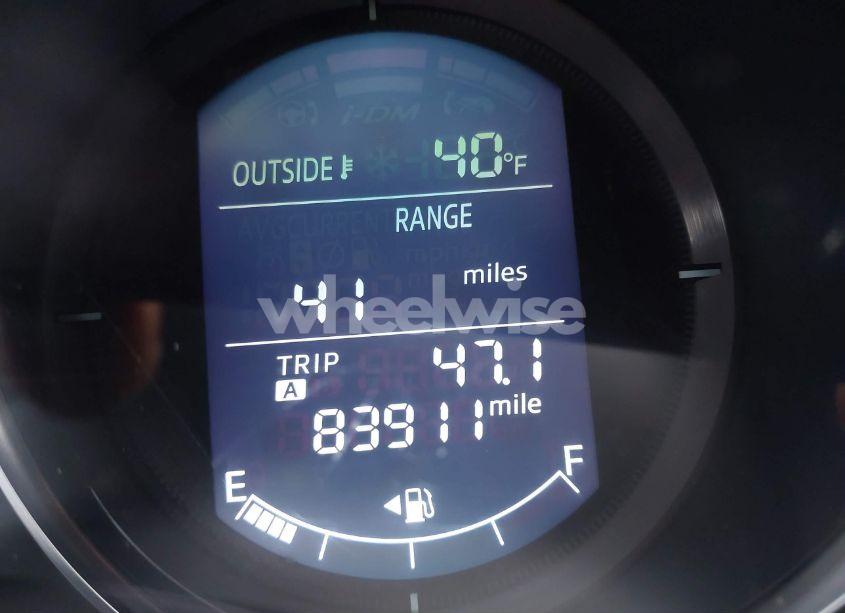 i-DM
OUTSIDE 40°F
RANGE
41 miles
wheelwise
TRIP A 47.1
83911 mile
E F